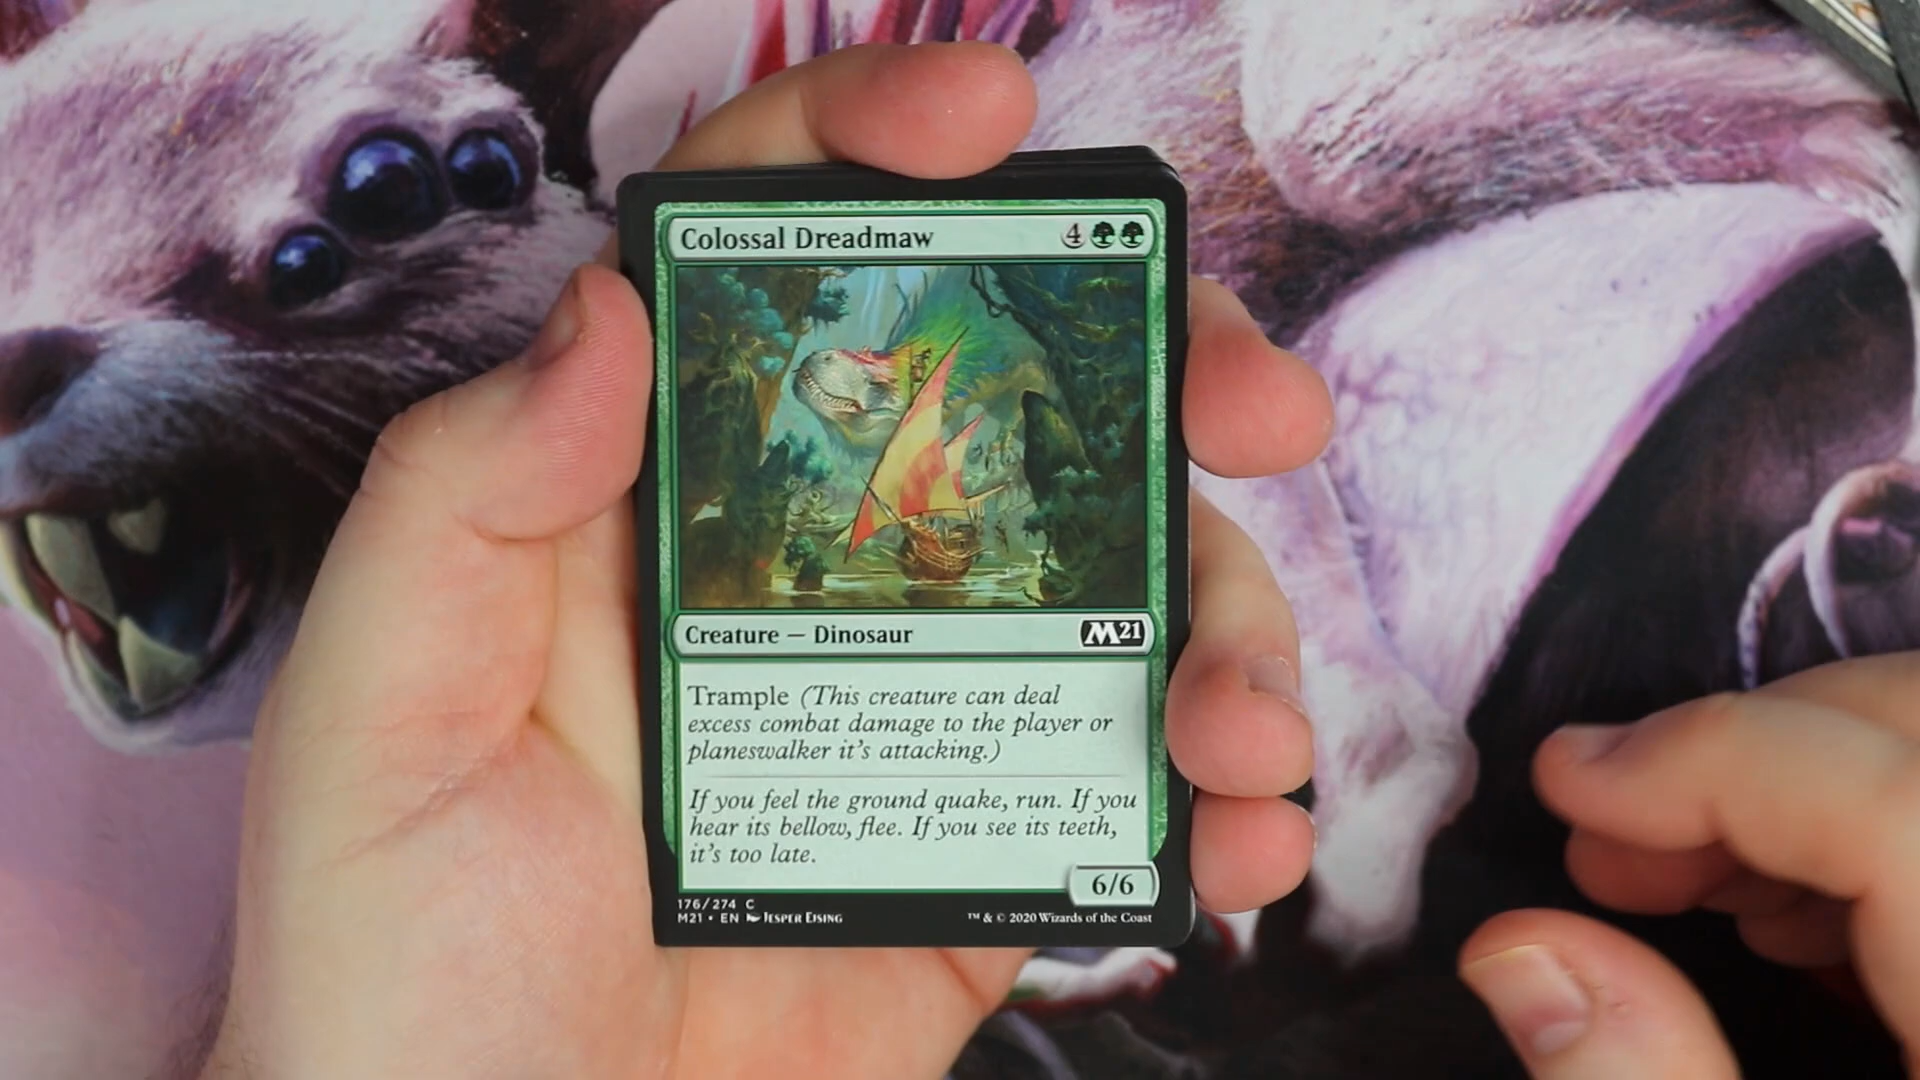 Colossal Dreadmaw 4
Creature — Dinosaur M21
Trample (This creature can deal
excess combat damage to the player or
planeswalker it's attacking.)
If you feel the ground quake, run. If you
hear its bellow, flee. If you see its teeth,
it's too late.
6/6
176/274 C
M21 • EN Jesper Eising ™ & © 2020 Wizards of the Coast